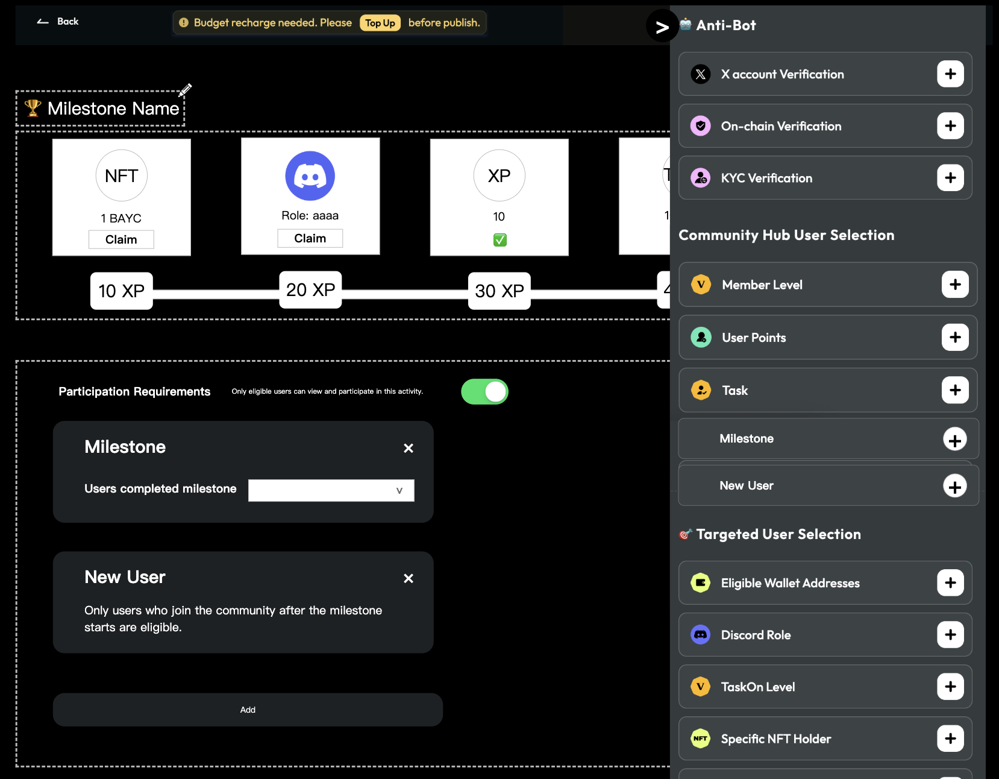 Back
Budget recharge needed. Please Top Up before publish.
>
Milestone Name
NFT
1 BAYC
Claim
Role: aaaa
Claim
XP
10
10 XP
20 XP
30 XP
Participation Requirements
Only eligible users can view and participate in this activity.
Milestone
Users completed milestone
New User
Only users who join the community after the milestone
starts are eligible.
Add
Anti-Bot
X account Verification
On-chain Verification
KYC Verification
Community Hub User Selection
V Member Level
User Points
Task
Milestone
New User
Targeted User Selection
Eligible Wallet Addresses
Discord Role
V TaskOn Level
NFT Specific NFT Holder